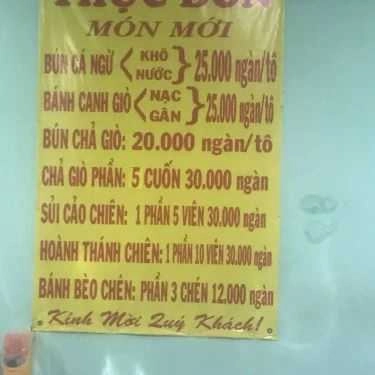 THỰC ĐƠN
MÓN MỚI
BÚN CÁ NGỪ < KHÔ NƯỚC } 25.000 ngàn/tô
BÁNH CANH GIÒ < NẠC GÂN } 25.000 ngàn/tô
BÚN CHẢ GIÒ: 20.000 ngàn/tô
CHẢ GIÒ PHẦN: 5 CUỐN 30.000 ngàn
SỦI CẢO CHIÊN: 1 PHẦN 5 VIÊN 30.000 ngàn
HOÀNH THÁNH CHIÊN: 1 PHẦN 10 VIÊN 30.000 ngàn
BÁNH BÈO CHÉN: PHẦN 3 CHÉN 12.000 ngàn
Kính Mời Quý Khách!